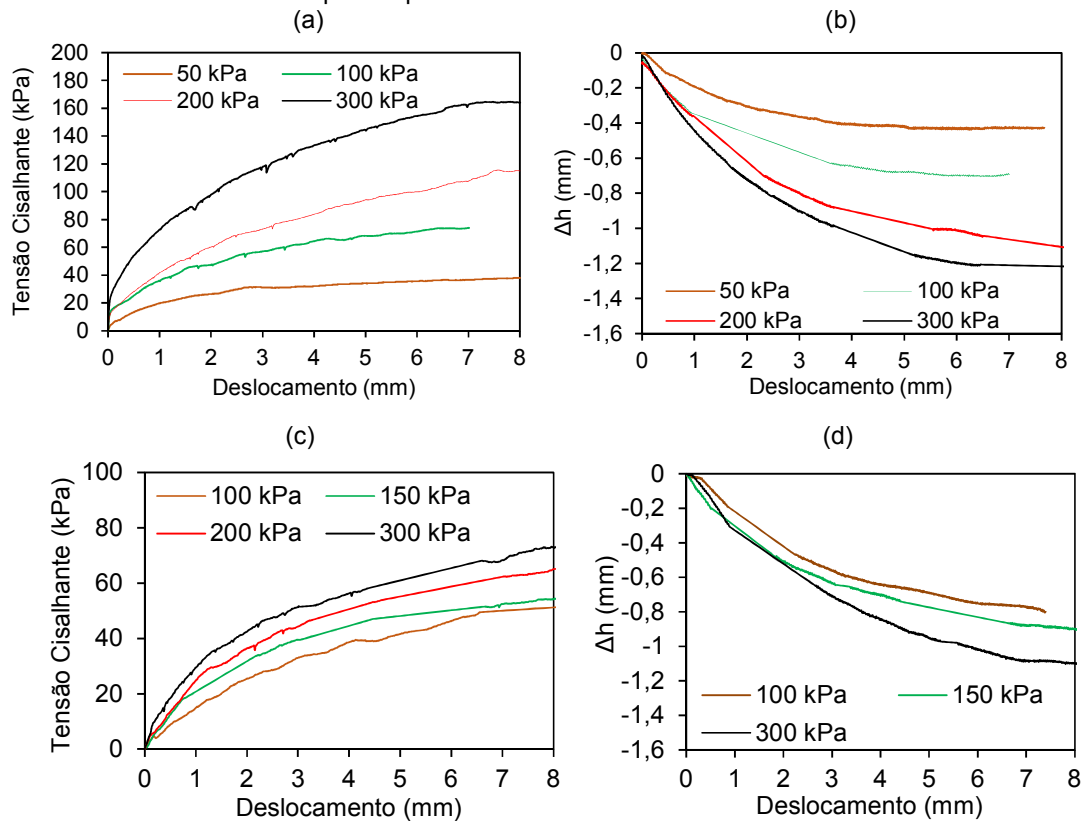 (a)
Tensão Cisalhante (kPa)
200
180
160
140
120
100
80
60
40
20
0
50 kPa
100 kPa
200 kPa
300 kPa
0 1 2 3 4 5 6 7 8
Deslocamento (mm)
(b)
Δh (mm)
0
-0,2
-0,4
-0,6
-0,8
-1
-1,2
-1,4
-1,6
50 kPa
100 kPa
200 kPa
300 kPa
0 1 2 3 4 5 6 7 8
Deslocamento (mm)
(c)
Tensão Cisalhante (kPa)
100
80
60
40
20
0
100 kPa
150 kPa
200 kPa
300 kPa
0 1 2 3 4 5 6 7 8
Deslocamento (mm)
(d)
Δh (mm)
0
-0,2
-0,4
-0,6
-0,8
-1
-1,2
-1,4
-1,6
100 kPa
150 kPa
300 kPa
0 1 2 3 4 5 6 7 8
Deslocamento (mm)